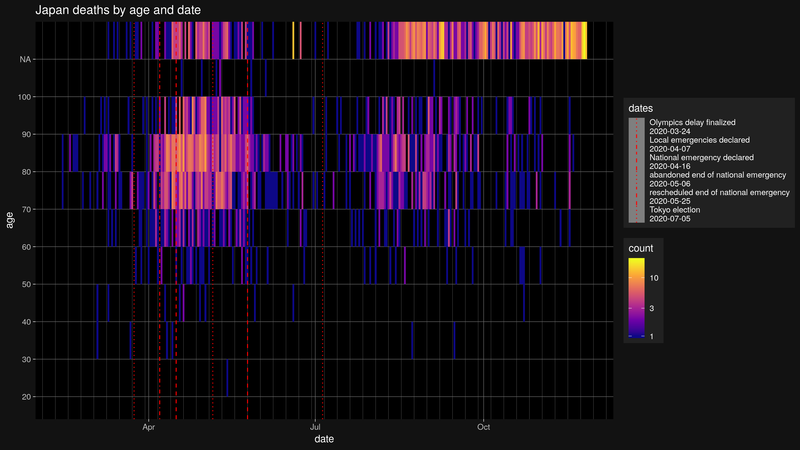 Japan deaths by age and date
NA
100
90
80
70
60
50
40
30
20
age
Apr
Jul
Oct
date
dates
Olympics delay finalized
2020-03-24
Local emergencies declared
2020-04-07
National emergency declared
2020-04-16
abandoned end of national emergency
2020-05-06
rescheduled end of national emergency
2020-05-25
Tokyo election
2020-07-05
count
10
3
1